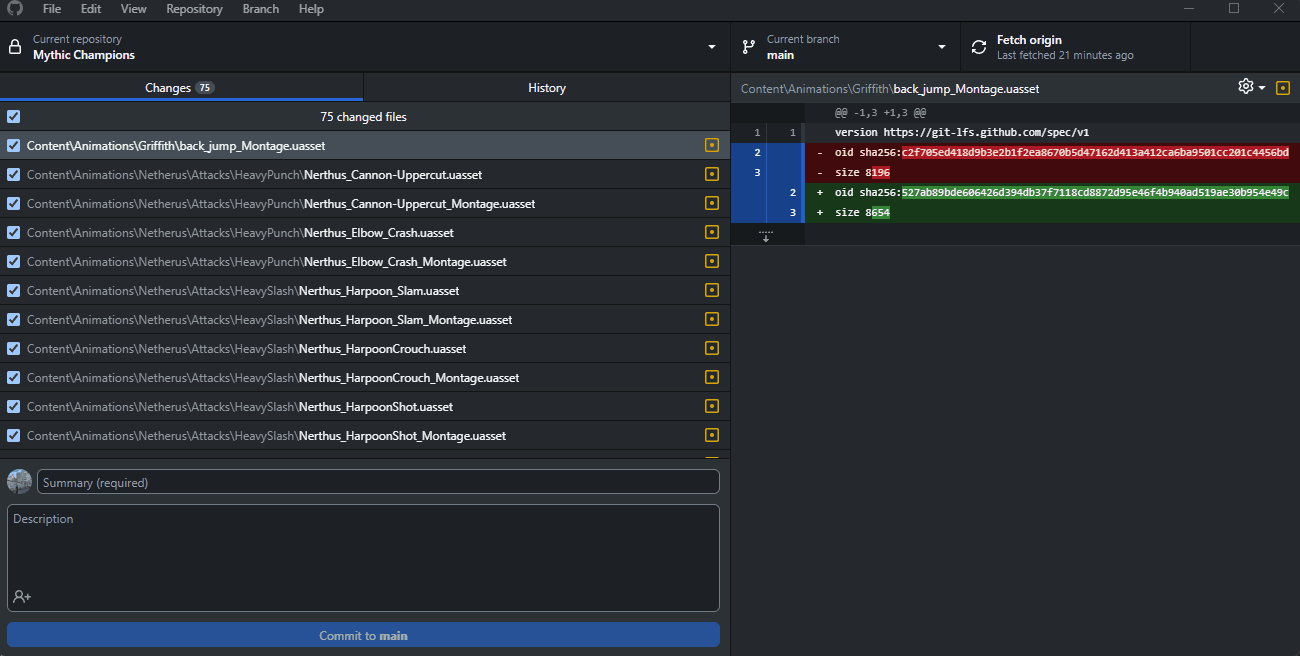 File Edit View Repository Branch Help
Current repository
Mythic Champions
Current branch
main
Fetch origin
Last fetched 21 minutes ago
Changes 75
History
75 changed files
Content\Animations\Griffith\back_jump_Montage.uasset
Content\Animations\Netherus\Attacks\HeavyPunch\Nerthus_Cannon-Uppercut.uasset
Content\Animations\Netherus\Attacks\HeavyPunch\Nerthus_Cannon-Uppercut_Montage.uasset
Content\Animations\Netherus\Attacks\HeavyPunch\Nerthus_Elbow_Crash.uasset
Content\Animations\Netherus\Attacks\HeavyPunch\Nerthus_Elbow_Crash_Montage.uasset
Content\Animations\Netherus\Attacks\HeavySlash\Nerthus_Harpoon_Slam.uasset
Content\Animations\Netherus\Attacks\HeavySlash\Nerthus_Harpoon_Slam_Montage.uasset
Content\Animations\Netherus\Attacks\HeavySlash\Nerthus_HarpoonCrouch.uasset
Content\Animations\Netherus\Attacks\HeavySlash\Nerthus_HarpoonCrouch_Montage.uasset
Content\Animations\Netherus\Attacks\HeavySlash\Nerthus_HarpoonShot.uasset
Content\Animations\Netherus\Attacks\HeavySlash\Nerthus_HarpoonShot_Montage.uasset
Summary (required)
Description
Commit to main
Content\Animations\Griffith\back_jump_Montage.uasset
@@ -1,3 +1,3 @@
1 1 version https://git-lfs.github.com/spec/v1
2 - oid sha256:c2f705ed418d9b3e2b1f2ea8670b5d47162d413a412ca6ba9501cc201c4456bd
3 - size 8196
2 + oid sha256:527ab89bde606426d394db37f7118cd8872d95e46f4b940ad519ae30b954e49c
3 + size 8654